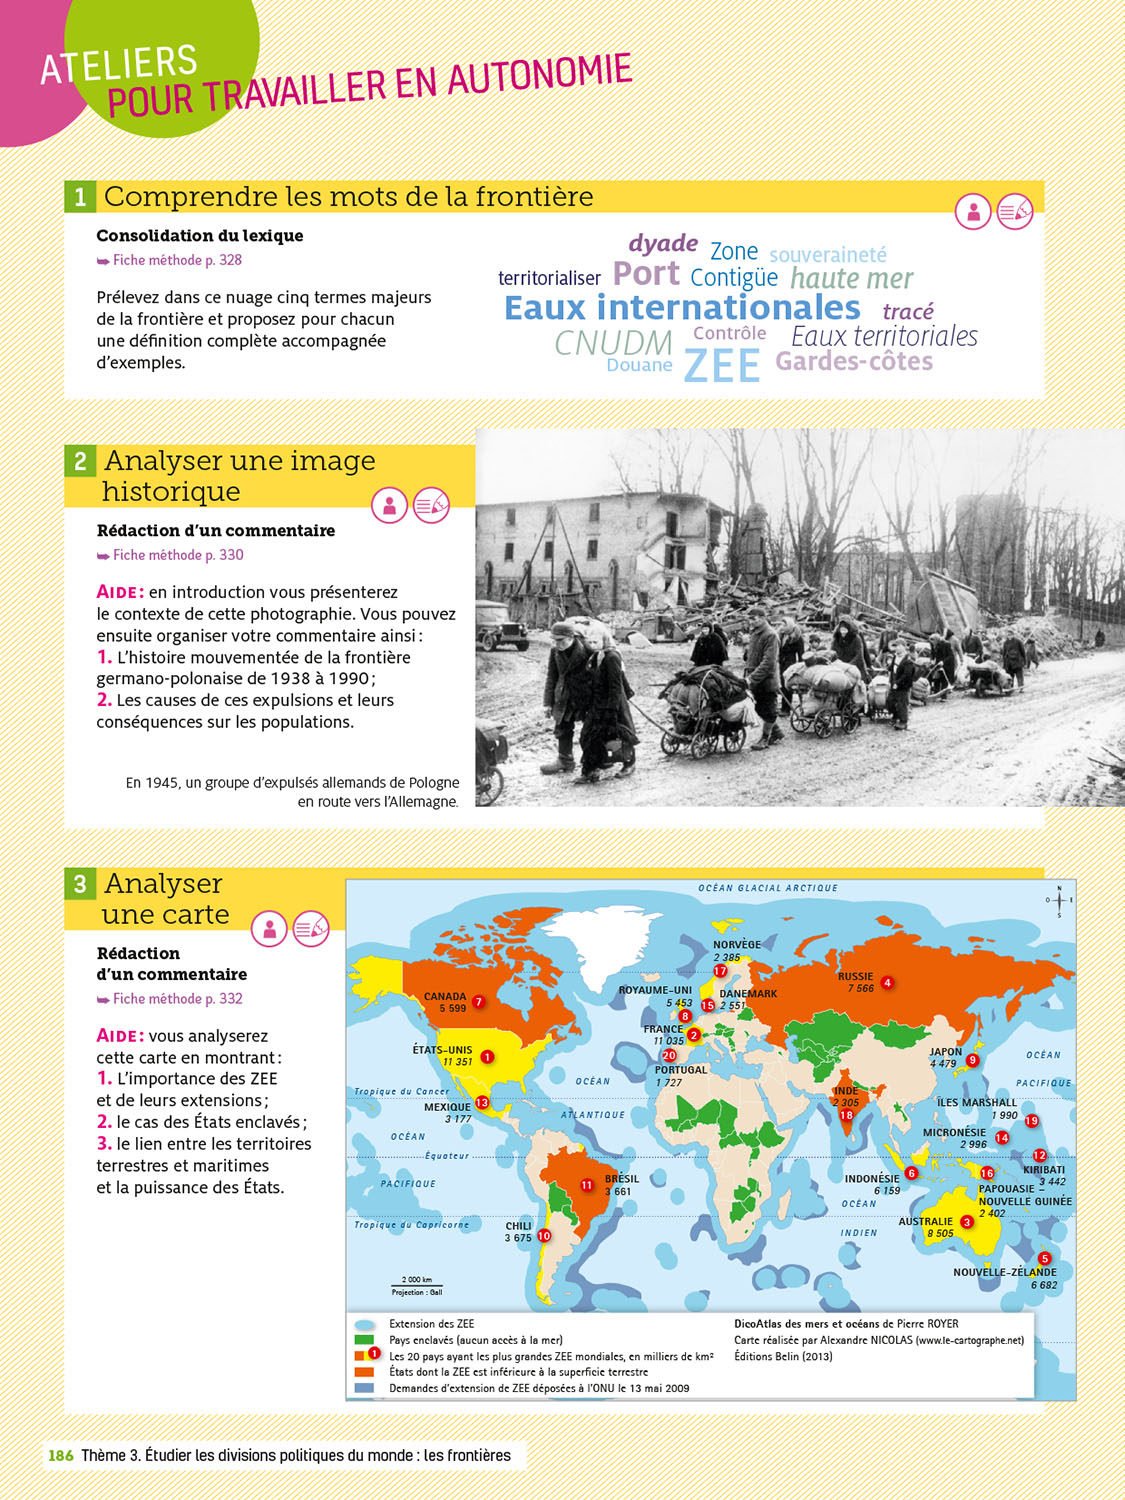 ATELIERS
POUR TRAVAILLER EN AUTONOMIE
1 Comprendre les mots de la frontière
Consolidation du lexique
➥ Fiche méthode p. 328
Prélevez dans ce nuage cinq termes majeurs
de la frontière et proposez pour chacun
une définition complète accompagnée
d'exemples.
dyade Zone souveraineté
territorialiser Port Contigüe haute mer
Eaux internationales tracé
CNUDM Contrôle Eaux territoriales
Douane ZEE Gardes-côtes
2 Analyser une image
historique
Rédaction d'un commentaire
➥ Fiche méthode p. 330
AIDE : en introduction vous présenterez
le contexte de cette photographie. Vous pouvez
ensuite organiser votre commentaire ainsi :
1. L'histoire mouvementée de la frontière
germano-polonaise de 1938 à 1990 ;
2. Les causes de ces expulsions et leurs
conséquences sur les populations.
En 1945, un groupe d'expulsés allemands de Pologne
en route vers l'Allemagne.
3 Analyser
une carte
Rédaction
d'un commentaire
➥ Fiche méthode p. 332
AIDE : vous analyserez
cette carte en montrant :
1. L'importance des ZEE
et de leurs extensions ;
2. le cas des États enclavés ;
3. le lien entre les territoires
terrestres et maritimes
et la puissance des États.
OCÉAN GLACIAL ARCTIQUE
N
O E
S
NORVÈGE
2 385
17
RUSSIE
7 566
4
CANADA
5 599
7
ROYAUME-UNI
5 453
8
DANEMARK
2 551
15
FRANCE
11 035
2
ÉTATS-UNIS
11 351
1
20
PORTUGAL
1 727
JAPON
4 479
9
OCÉAN
PACIFIQUE
OCÉAN
ATLANTIQUE
Tropique du Cancer
MEXIQUE
3 177
13
INDE
2 305
18
ÎLES MARSHALL
1 990
19
MICRONÉSIE
2 996
14
OCÉAN
PACIFIQUE
Équateur
KIRIBATI
3 442
12
BRÉSIL
3 661
11
INDONÉSIE
6 159
6
16
PAPOUASIE –
NOUVELLE GUINÉE
2 402
OCÉAN
INDIEN
Tropique du Capricorne
CHILI
3 675
10
AUSTRALIE
8 505
3
5
NOUVELLE-ZÉLANDE
6 682
2 000 km
Projection : Gall
Extension des ZEE
Pays enclavés (aucun accès à la mer)
1 Les 20 pays ayant les plus grandes ZEE mondiales, en milliers de km²
États dont la ZEE est inférieure à la superficie terrestre
Demandes d'extension de ZEE déposées à l'ONU le 13 mai 2009
DicoAtlas des mers et océans de Pierre ROYER
Carte réalisée par Alexandre NICOLAS (www.le-cartographe.net)
Éditions Belin (2013)
186 Thème 3. Étudier les divisions politiques du monde : les frontières